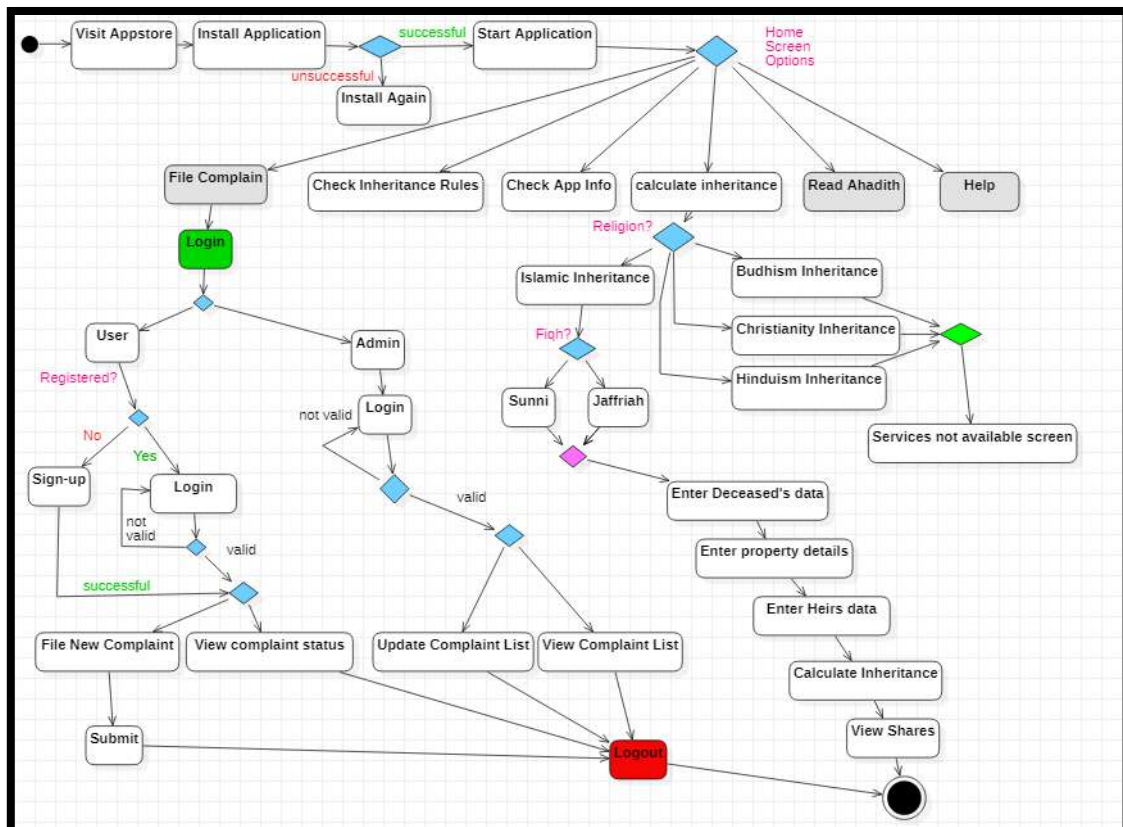 Visit Appstore
Install Application
successful
Start Application
Home
Screen
Options
unsuccessful
Install Again
File Complain
Check Inheritance Rules
Check App Info
calculate inheritance
Read Ahadith
Help
Login
Religion?
Islamic Inheritance
Budhism Inheritance
User
Admin
Fiqh?
Christianity Inheritance
Registered?
Hinduism Inheritance
Sunni
Jaffriah
not valid
Login
No
Yes
Services not available screen
Sign-up
Login
Enter Deceased's data
valid
not
valid
valid
Enter property details
successful
Enter Heirs data
File New Complaint
View complaint status
Update Complaint List
View Complaint List
Calculate Inheritance
Submit
View Shares
Logout